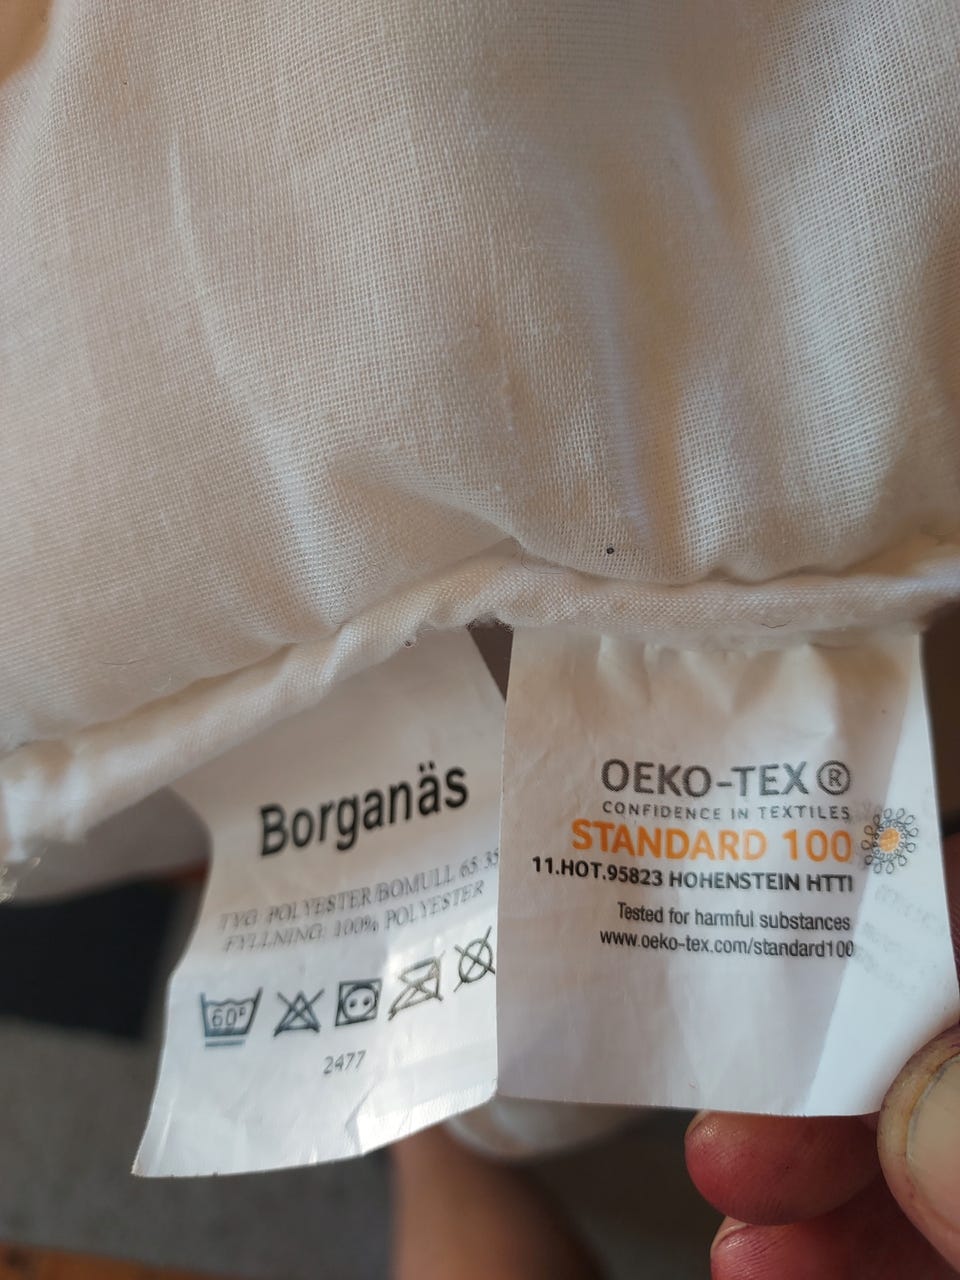 Borganäs
TYG: POLYESTER/BOMULL 65:35
FYLLNING: 100% POLYESTER
60°
2477
OEKO-TEX®
CONFIDENCE IN TEXTILES
STANDARD 100
11.HOT.95823 HOHENSTEIN HTTI
Tested for harmful substances
www.oeko-tex.com/standard100